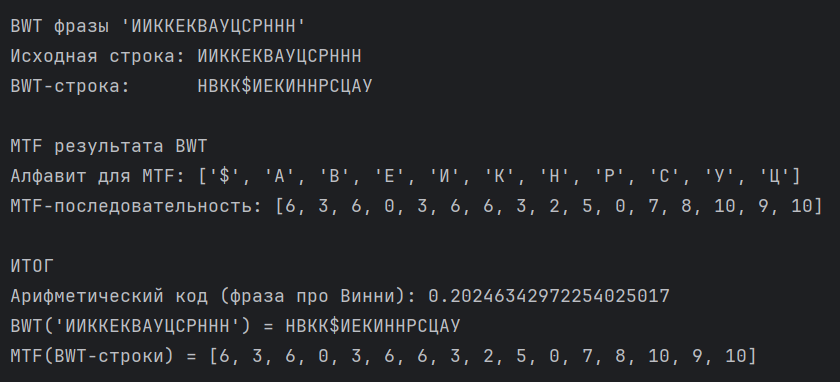 BWT фразы 'ИИККЕКВАУЦСРННН'
Исходная строка: ИИККЕКВАУЦСРННН
BWT-строка: НВКК$ИЕКИННРСЦАУ
MTF результата BWT
Алфавит для MTF: ['$', 'А', 'В', 'Е', 'И', 'К', 'Н', 'Р', 'С', 'У', 'Ц']
MTF-последовательность: [6, 3, 6, 0, 3, 6, 6, 3, 2, 5, 0, 7, 8, 10, 9, 10]
ИТОГ
Арифметический код (фраза про Винни): 0.20246342972254025017
BWT('ИИККЕКВАУЦСРННН') = НВКК$ИЕКИННРСЦАУ
MTF(BWT-строки) = [6, 3, 6, 0, 3, 6, 6, 3, 2, 5, 0, 7, 8, 10, 9, 10]